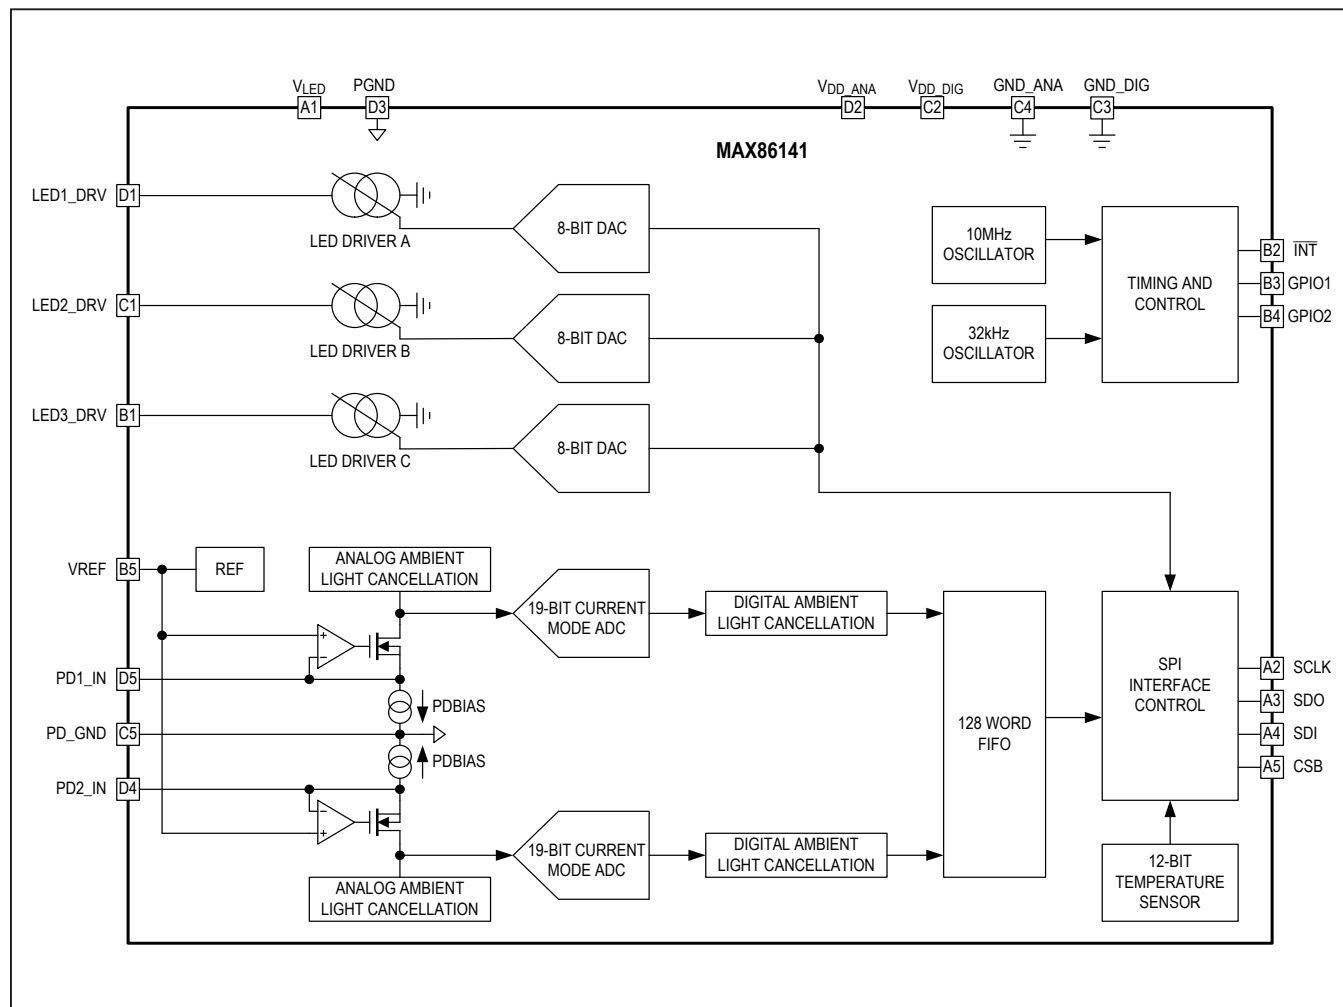 VLED
PGND
VDD_ANA
VDD_DIG
GND_ANA
GND_DIG
A1
D3
D2
C2
C4
C3
MAX86141
LED1_DRV
D1
LED DRIVER A
8-BIT DAC
10MHz
OSCILLATOR
TIMING AND
CONTROL
B2
INT
B3
GPIO1
B4
GPIO2
LED2_DRV
C1
LED DRIVER B
8-BIT DAC
32kHz
OSCILLATOR
LED3_DRV
B1
LED DRIVER C
8-BIT DAC
VREF
B5
REF
ANALOG AMBIENT
LIGHT CANCELLATION
19-BIT CURRENT
MODE ADC
DIGITAL AMBIENT
LIGHT CANCELLATION
+
−
PD1_IN
D5
PDBIAS
PD_GND
C5
PDBIAS
PD2_IN
D4
−
+
128 WORD
FIFO
SPI
INTERFACE
CONTROL
A2
SCLK
A3
SDO
A4
SDI
A5
CSB
19-BIT CURRENT
MODE ADC
DIGITAL AMBIENT
LIGHT CANCELLATION
ANALOG AMBIENT
LIGHT CANCELLATION
12-BIT
TEMPERATURE
SENSOR